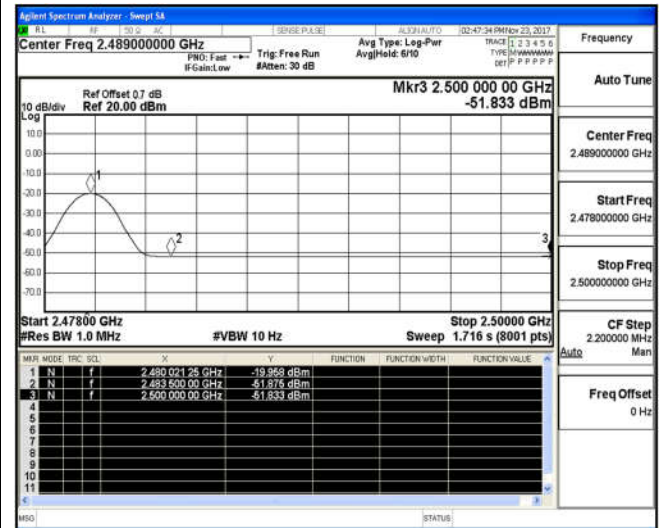 Agilent Spectrum Analyzer - Swept SA
RL RF 50 Ω AC SENSE:PULSE ALIGN AUTO 02:47:34 PM Nov 23, 2017
Center Freq 2.489000000 GHz
PNO: Fast
IFGain:Low
Trig: Free Run
#Atten: 30 dB
Avg Type: Log-Pwr
Avg|Hold: 6/10
TRACE 1 2 3 4 5 6
TYPE M WWWWW
DET P P P P P P
Frequency
Auto Tune
Center Freq
2.489000000 GHz
Start Freq
2.478000000 GHz
Stop Freq
2.500000000 GHz
CF Step
2.200000 MHz
Auto Man
Freq Offset
0 Hz
Ref Offset 0.7 dB
10 dB/div Ref 20.00 dBm
Log
Mkr3 2.500 000 00 GHz
-51.833 dBm
10.0
0.00
-10.0
-20.0
-30.0
-40.0
-50.0
-60.0
-70.0
1
2
3
Start 2.47800 GHz Stop 2.50000 GHz
#Res BW 1.0 MHz #VBW 10 Hz Sweep 1.716 s (8001 pts)
MKR MODE TRC SCL X Y FUNCTION FUNCTION WIDTH FUNCTION VALUE
1 N f 2.480 021 25 GHz -19.958 dBm
2 N f 2.483 500 00 GHz -51.875 dBm
3 N f 2.500 000 00 GHz -51.833 dBm
4
5
6
7
8
9
10
11
MSG STATUS